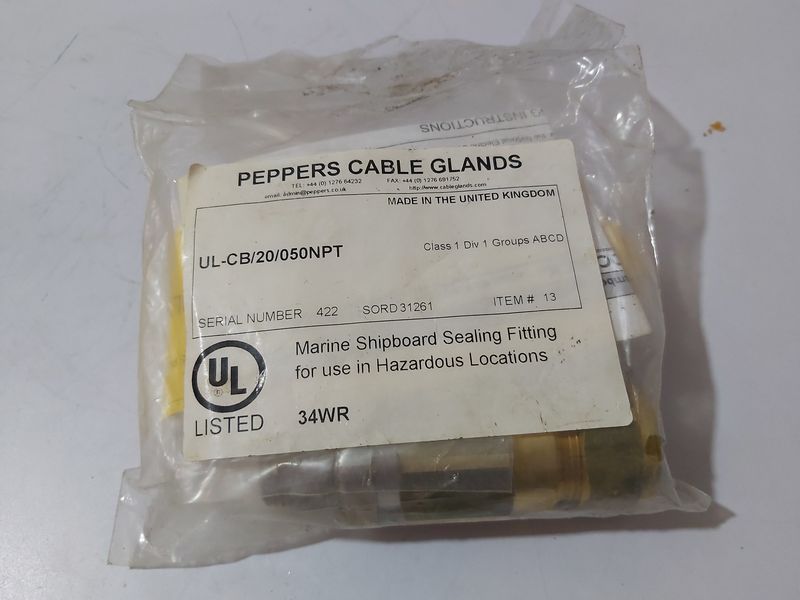 INSTRUCTIONS
PEPPERS CABLE GLANDS
TEL: +44 (0) 1276 64232 FAX: +44 (0) 1276 691752
email: admin@peppers.co.uk http://www.cableglands.com
MADE IN THE UNITED KINGDOM
UL-CB/20/050NPT Class 1 Div 1 Groups ABCD
SERIAL NUMBER 422 SORD 31261 ITEM # 13
UL
®
LISTED
Marine Shipboard Sealing Fitting
for use in Hazardous Locations
34WR